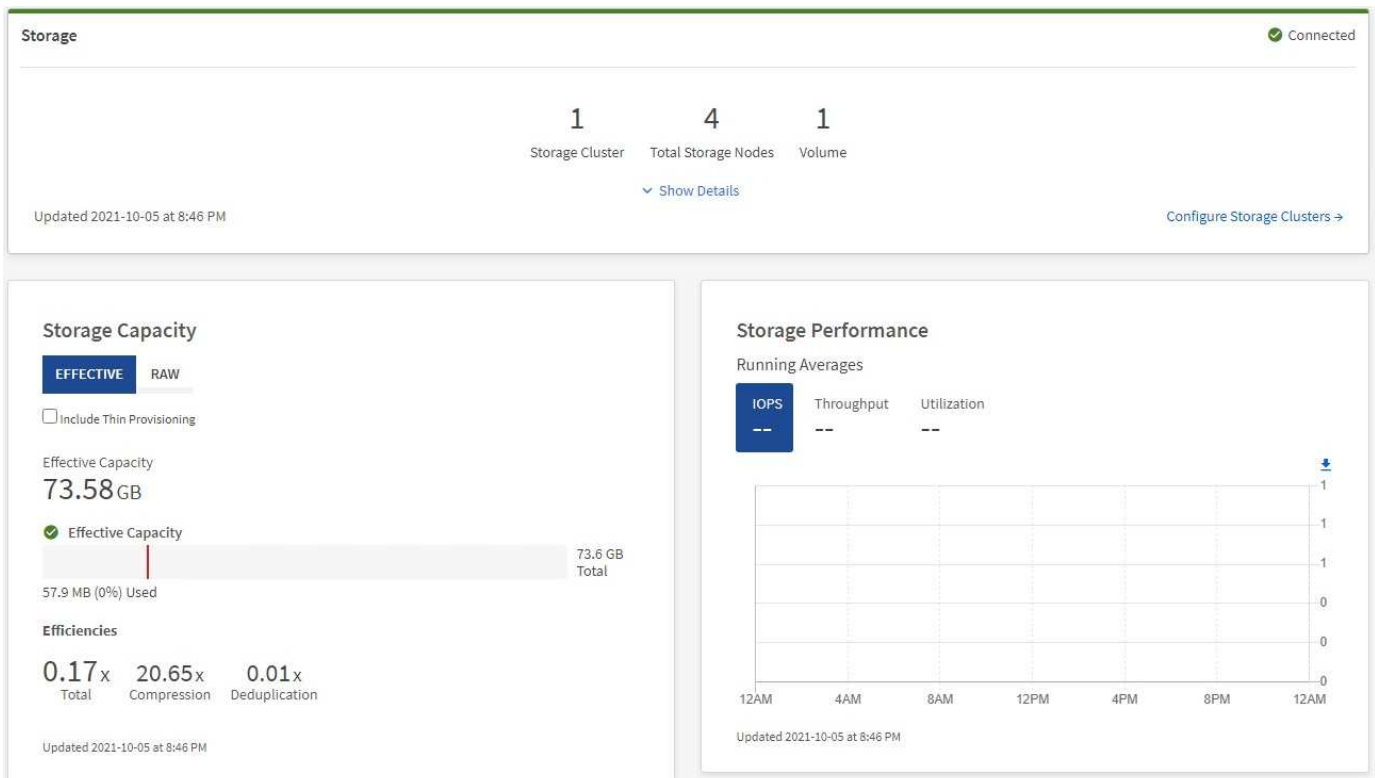 Storage
Connected
1 4 1
Storage Cluster Total Storage Nodes Volume
Show Details
Updated 2021-10-05 at 8:46 PM
Configure Storage Clusters →
Storage Capacity
EFFECTIVE RAW
Include Thin Provisioning
Effective Capacity
73.58 GB
Effective Capacity
73.6 GB
Total
57.9 MB (0%) Used
Efficiencies
0.17x 20.65x 0.01x
Total Compression Deduplication
Updated 2021-10-05 at 8:46 PM
Storage Performance
Running Averages
IOPS Throughput Utilization
-- -- --
1
1
1
0
0
0
12AM 4AM 8AM 12PM 4PM 8PM 12AM
Updated 2021-10-05 at 8:46 PM